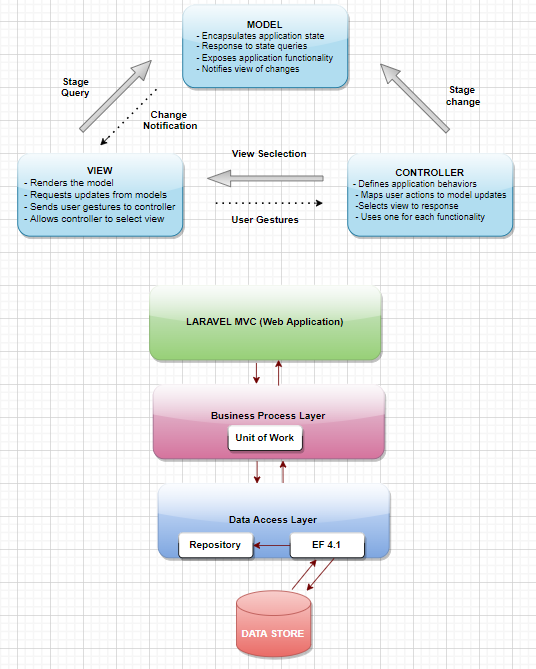 MODEL
- Encapsulates application state
- Response to state queries
- Exposes application functionality
- Notifies view of changes
Stage
Query
Change
Notification
Stage
change
VIEW
- Renders the model
- Requests updates from models
- Sends user gestures to controller
- Allows controller to select view
View Seclection
User Gestures
CONTROLLER
- Defines application behaviors
- Maps user actions to model updates
-Selects view to response
- Uses one for each functionality
LARAVEL MVC (Web Application)
Business Process Layer
Unit of Work
Data Access Layer
Repository
EF 4.1
DATA STORE